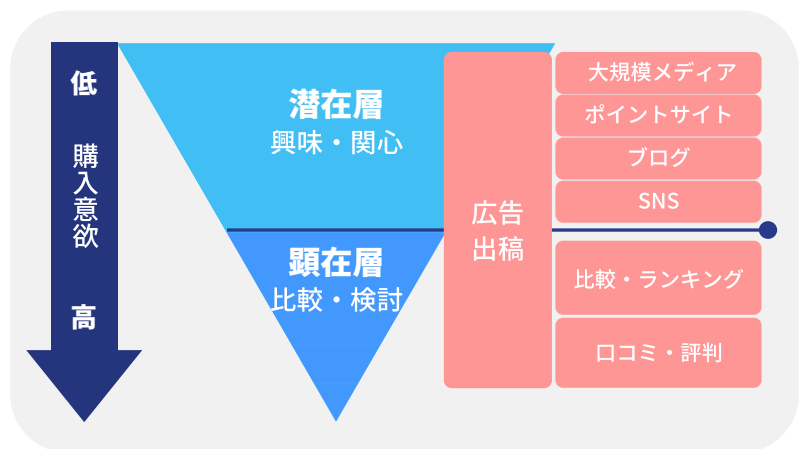 低
購入意欲
高
潜在層
興味・関心
顕在層
比較・検討
広告
出稿
大規模メディア
ポイントサイト
ブログ
SNS
比較・ランキング
口コミ・評判